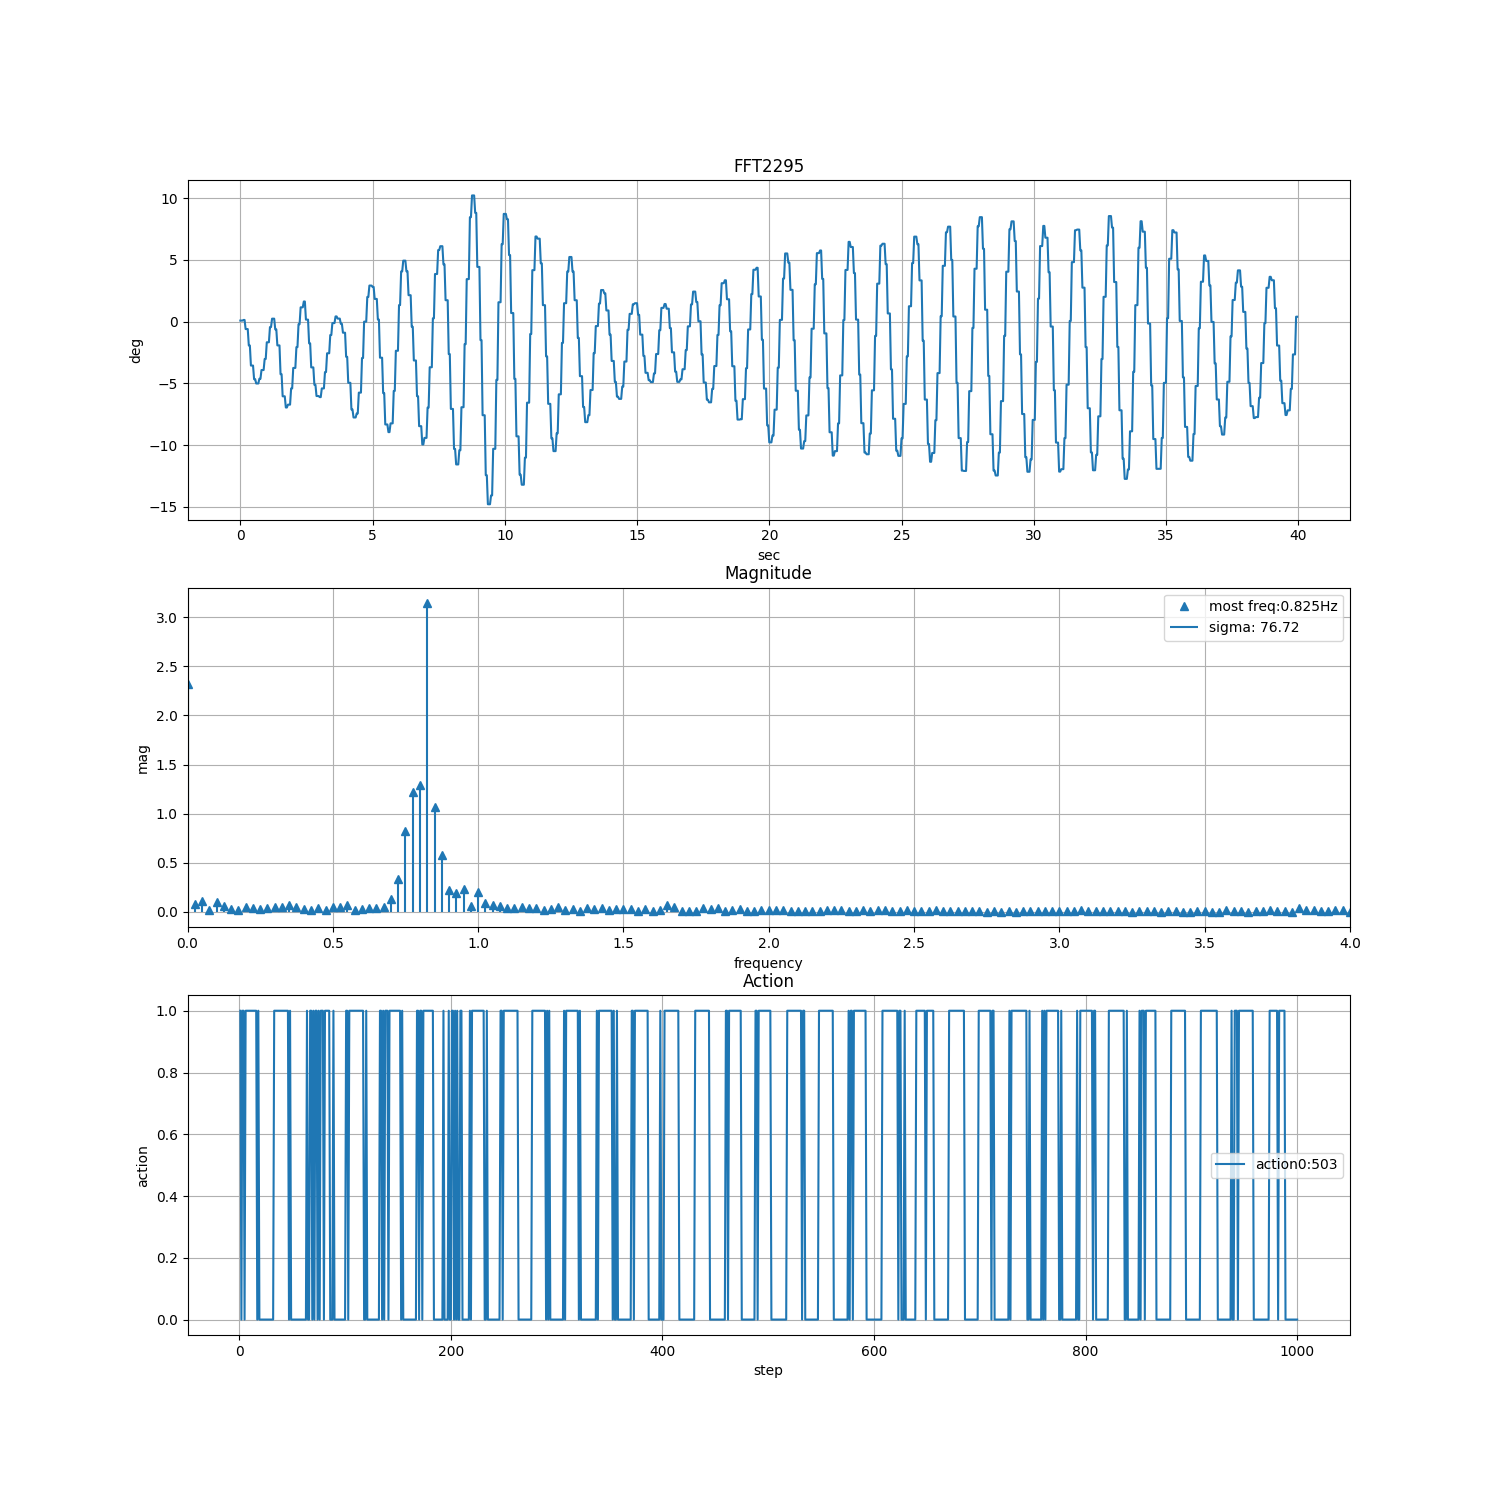 FFT2295
10
5
0
−5
−10
−15
deg
0 5 10 15 20 25 30 35 40
sec
Magnitude
most freq:0.825Hz
sigma: 76.72
3.0
2.5
2.0
1.5
1.0
0.5
0.0
mag
0.0 0.5 1.0 1.5 2.0 2.5 3.0 3.5 4.0
frequency
Action
1.0
0.8
0.6
0.4
0.2
0.0
action
action0:503
0 200 400 600 800 1000
step